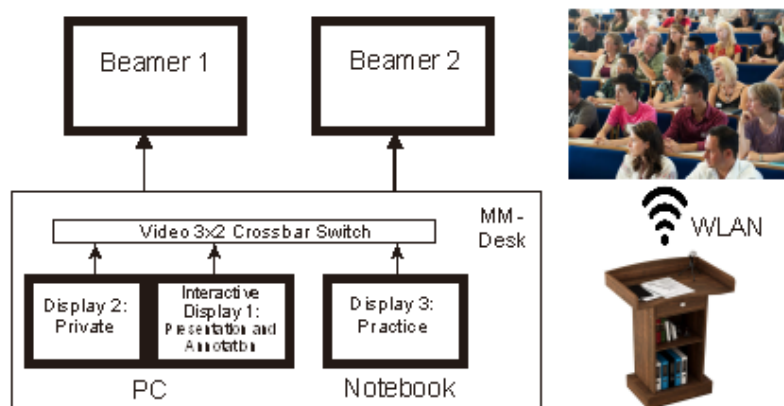 Beamer 1
Beamer 2
Video 3x2 Crossbar Switch
MM-
Desk
WLAN
Display 2:
Private
Interactive
Display 1:
Presentation and
Annotation
Display 3:
Practice
PC
Notebook